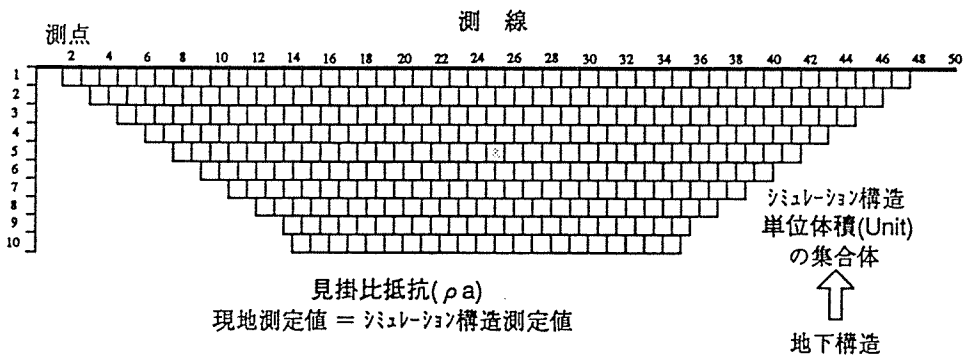 測 線
測点
2 4 6 8 10 12 14 16 18 20 22 24 26 28 30 32 34 36 38 40 42 44 46 48 50
1
2
3
4
5
6
7
8
9
10
シミュレーション構造
単位体積(Unit)
の集合体
見掛比抵抗(ρa)
現地測定値 = シミュレーション構造測定値
地下構造